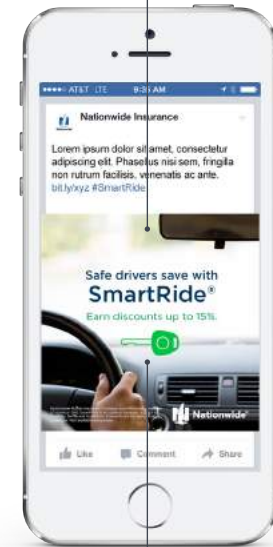 AT&T LTE 9:35 AM
Nationwide Insurance
Lorem ipsum dolor sit amet, consectetur
adipiscing elit. Phasellus nisi sem, fringilla
non rutrum facilisis, venenatis ac ante.
bit.ly/xyz #SmartRide
Safe drivers save with
SmartRide®
Earn discounts up to 15%.
Nationwide®
Like Comment Share